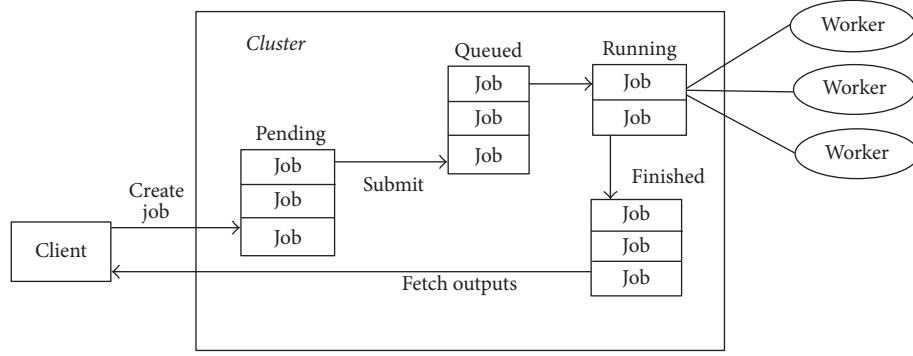 Cluster
Queued
Job
Job
Job
Running
Job
Job
Worker
Worker
Worker
Pending
Job
Job
Job
Submit
Finished
Job
Job
Job
Create
job
Client
Fetch outputs